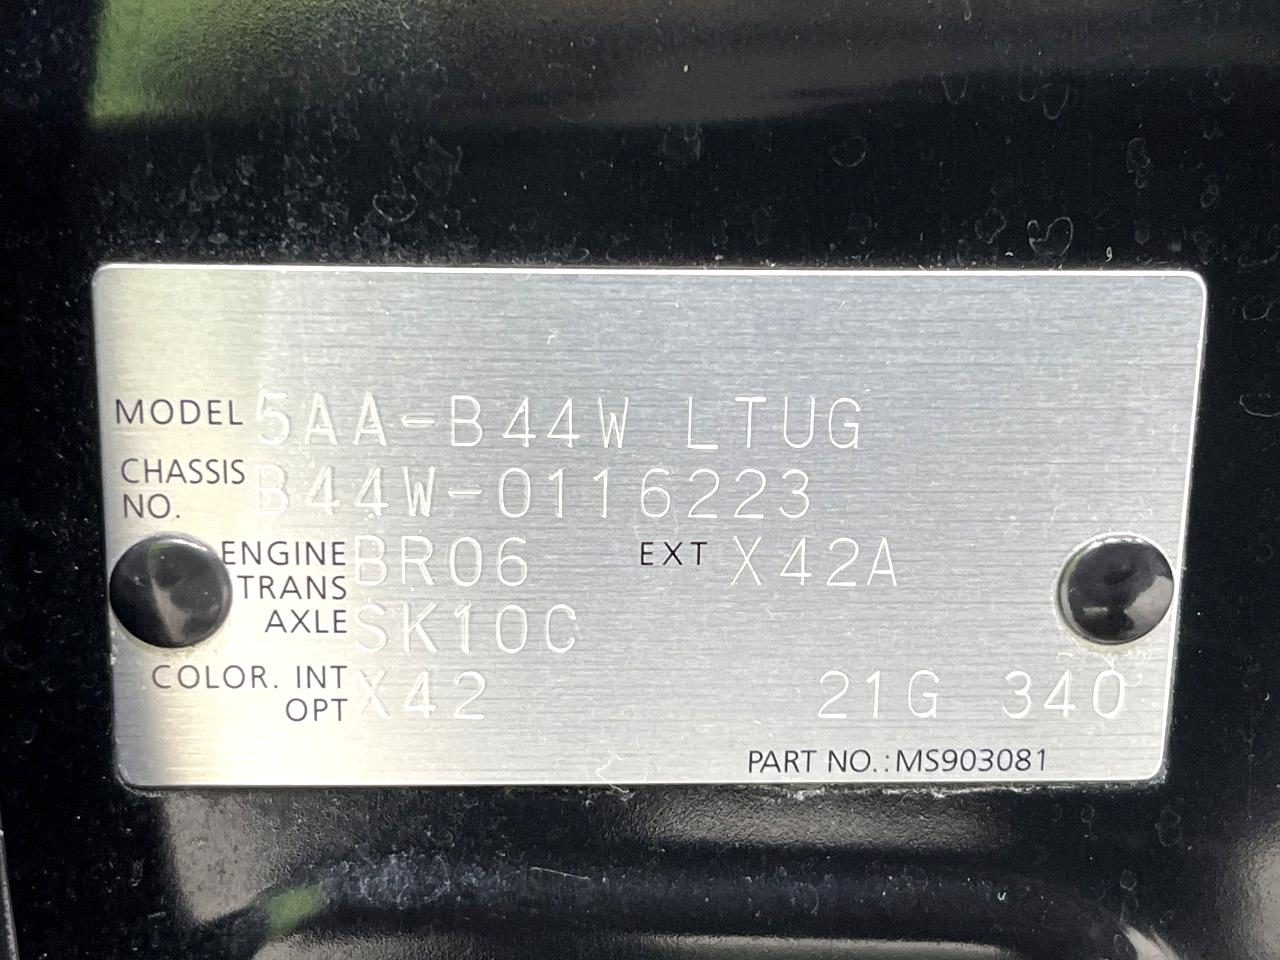 MODEL 5AA-B44W LTUG
CHASSIS NO. B44W-0116223
ENGINE BR06 EXT X42A
TRANS AXLE SK10C
COLOR. INT OPT X42 21G 340
PART NO.:MS903081